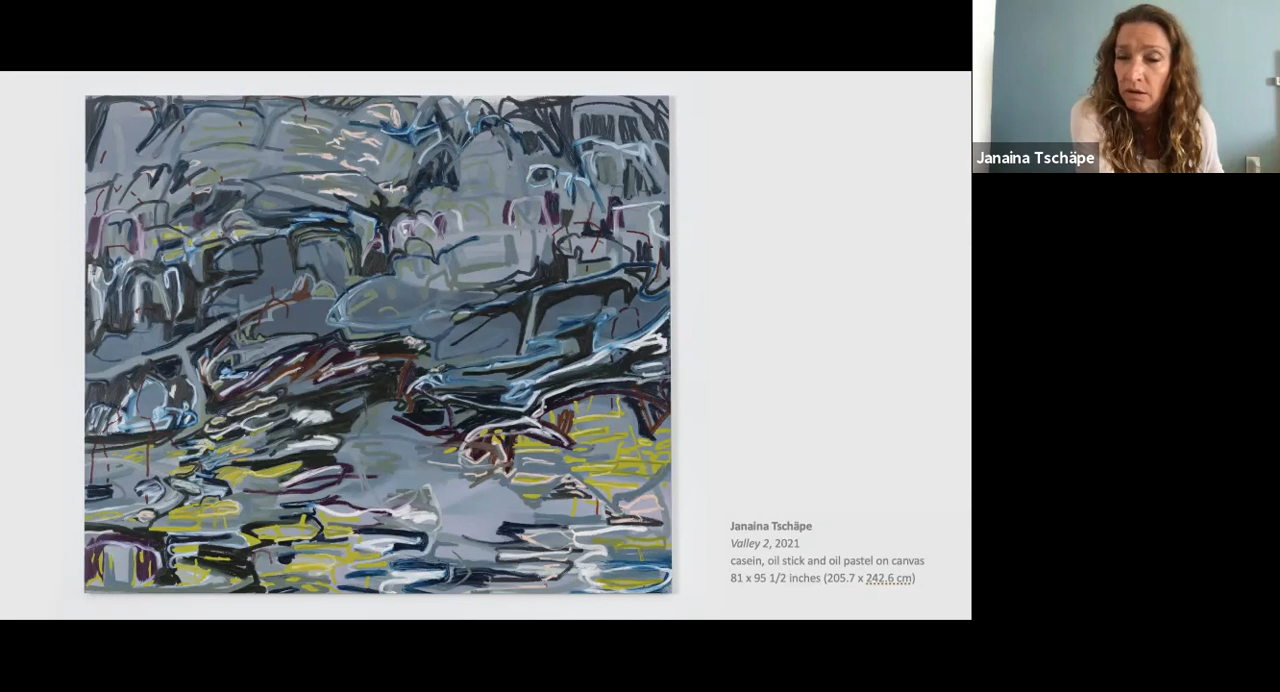 Janaina Tschäpe
Janaina Tschäpe
Valley 2, 2021
casein, oil stick and oil pastel on canvas
81 x 95 1/2 inches (205.7 x 242.6 cm)